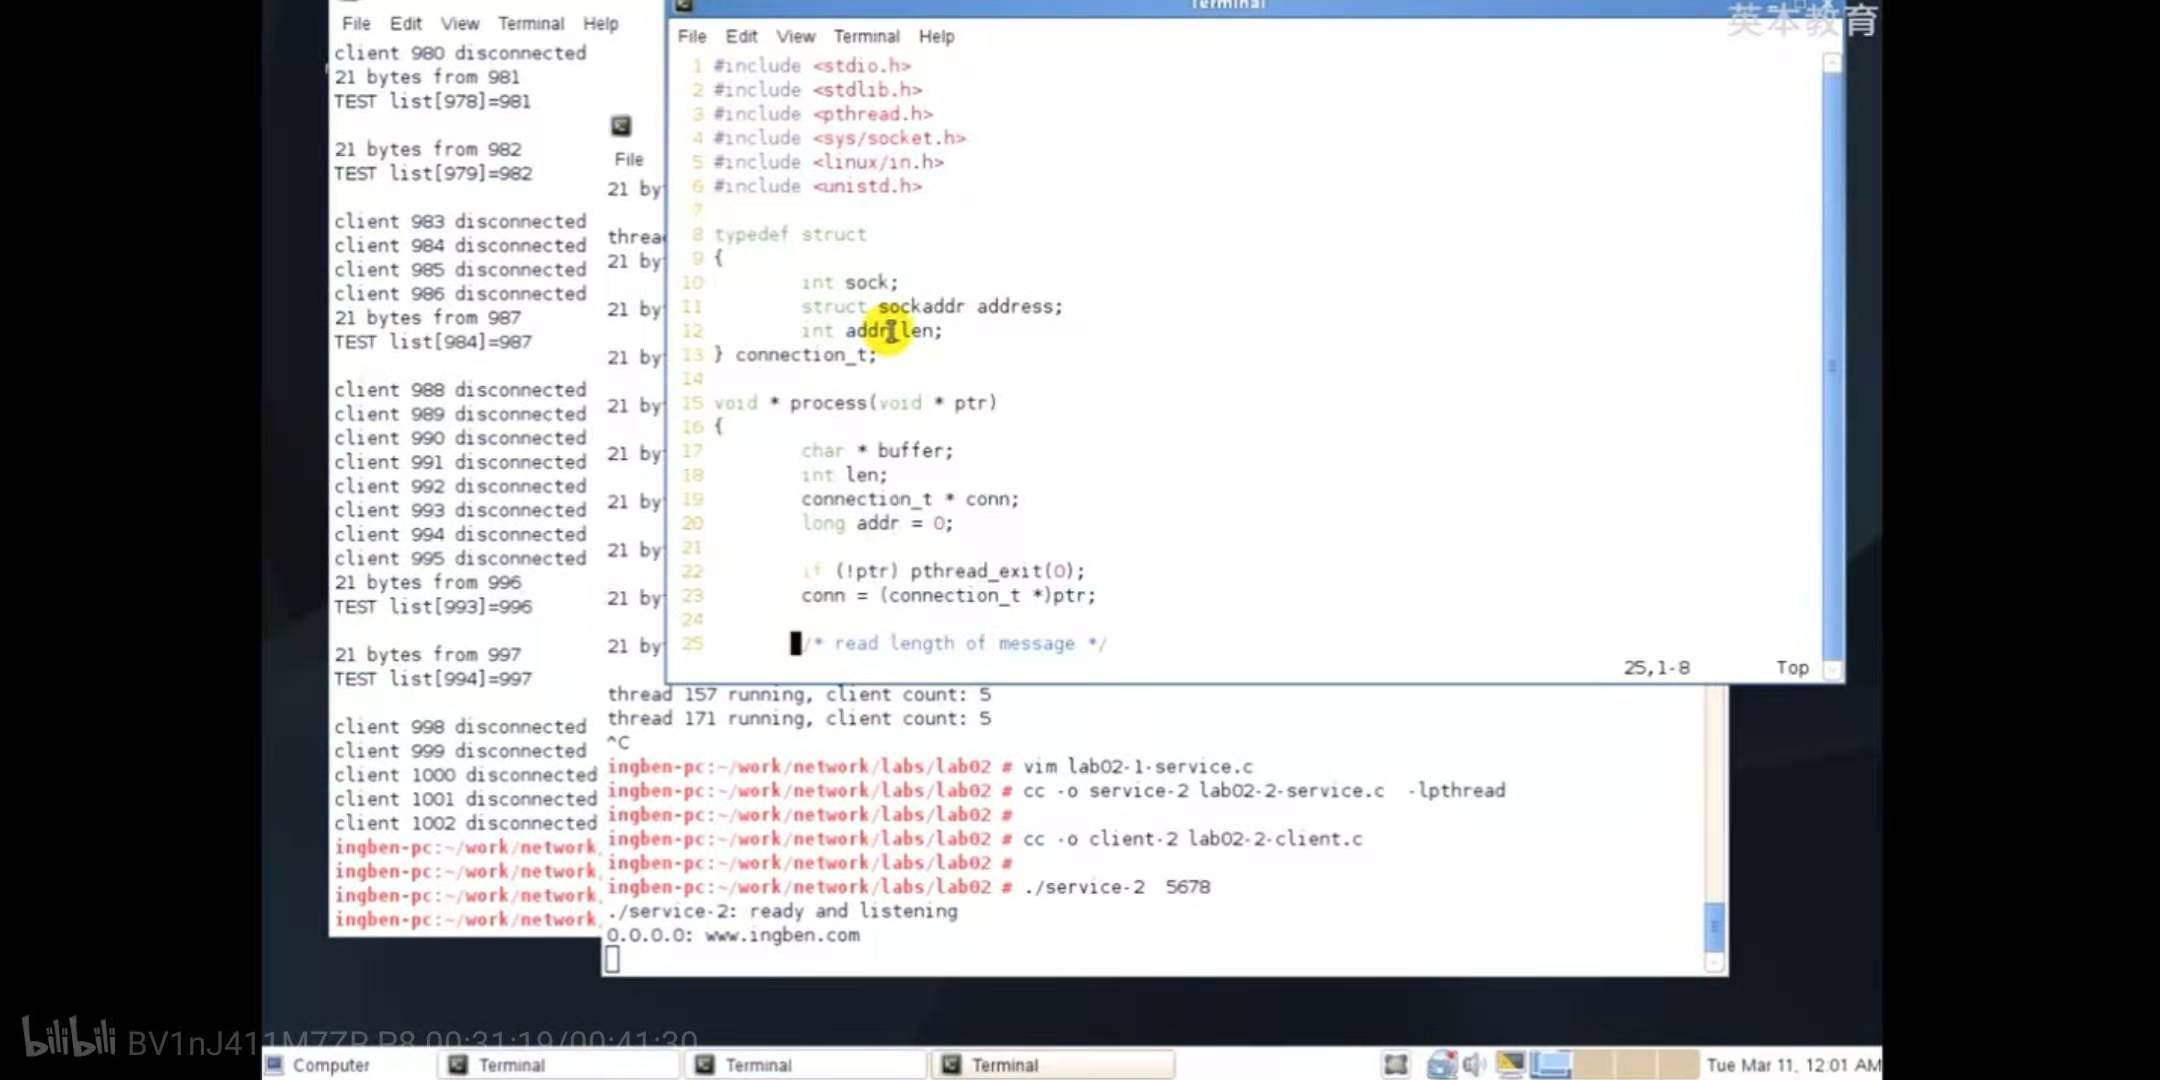 File Edit View Terminal Help
client 980 disconnected
21 bytes from 981
TEST list[978]=981
21 bytes from 982
TEST list[979]=982
client 983 disconnected
client 984 disconnected
client 985 disconnected
client 986 disconnected
21 bytes from 987
TEST list[984]=987
client 988 disconnected
client 989 disconnected
client 990 disconnected
client 991 disconnected
client 992 disconnected
client 993 disconnected
client 994 disconnected
client 995 disconnected
21 bytes from 996
TEST list[993]=996
21 bytes from 997
TEST list[994]=997
client 998 disconnected
client 999 disconnected
client 1000 disconnected
client 1001 disconnected
client 1002 disconnected
ingben-pc:~/work/network
ingben-pc:~/work/network
ingben-pc:~/work/network
ingben-pc:~/work/network
File
21 by
threa
21 by
21 by
21 by
21 by
21 by
21 by
21 by
21 by
21 by
Terminal
英本教育
File Edit View Terminal Help
1 #include <stdio.h>
2 #include <stdlib.h>
3 #include <pthread.h>
4 #include <sys/socket.h>
5 #include <linux/in.h>
6 #include <unistd.h>
7
8 typedef struct
9 {
10 int sock;
11 struct sockaddr address;
12 int addr_len;
13 } connection_t;
14
15 void * process(void * ptr)
16 {
17 char * buffer;
18 int len;
19 connection_t * conn;
20 long addr = 0;
21
22 if (!ptr) pthread_exit(0);
23 conn = (connection_t *)ptr;
24
25 /* read length of message */
25,1-8 Top
thread 157 running, client count: 5
thread 171 running, client count: 5
^C
ingben-pc:~/work/network/labs/lab02 # vim lab02-1-service.c
ingben-pc:~/work/network/labs/lab02 # cc -o service-2 lab02-2-service.c -lpthread
ingben-pc:~/work/network/labs/lab02 #
ingben-pc:~/work/network/labs/lab02 # cc -o client-2 lab02-2-client.c
ingben-pc:~/work/network/labs/lab02 #
ingben-pc:~/work/network/labs/lab02 # ./service-2 5678
./service-2: ready and listening
0.0.0.0: www.ingben.com
bilibili BV1nJ411M7ZR P8 00:31:19/00:41:30
Computer Terminal Terminal Terminal Tue Mar 11, 12:01 AM